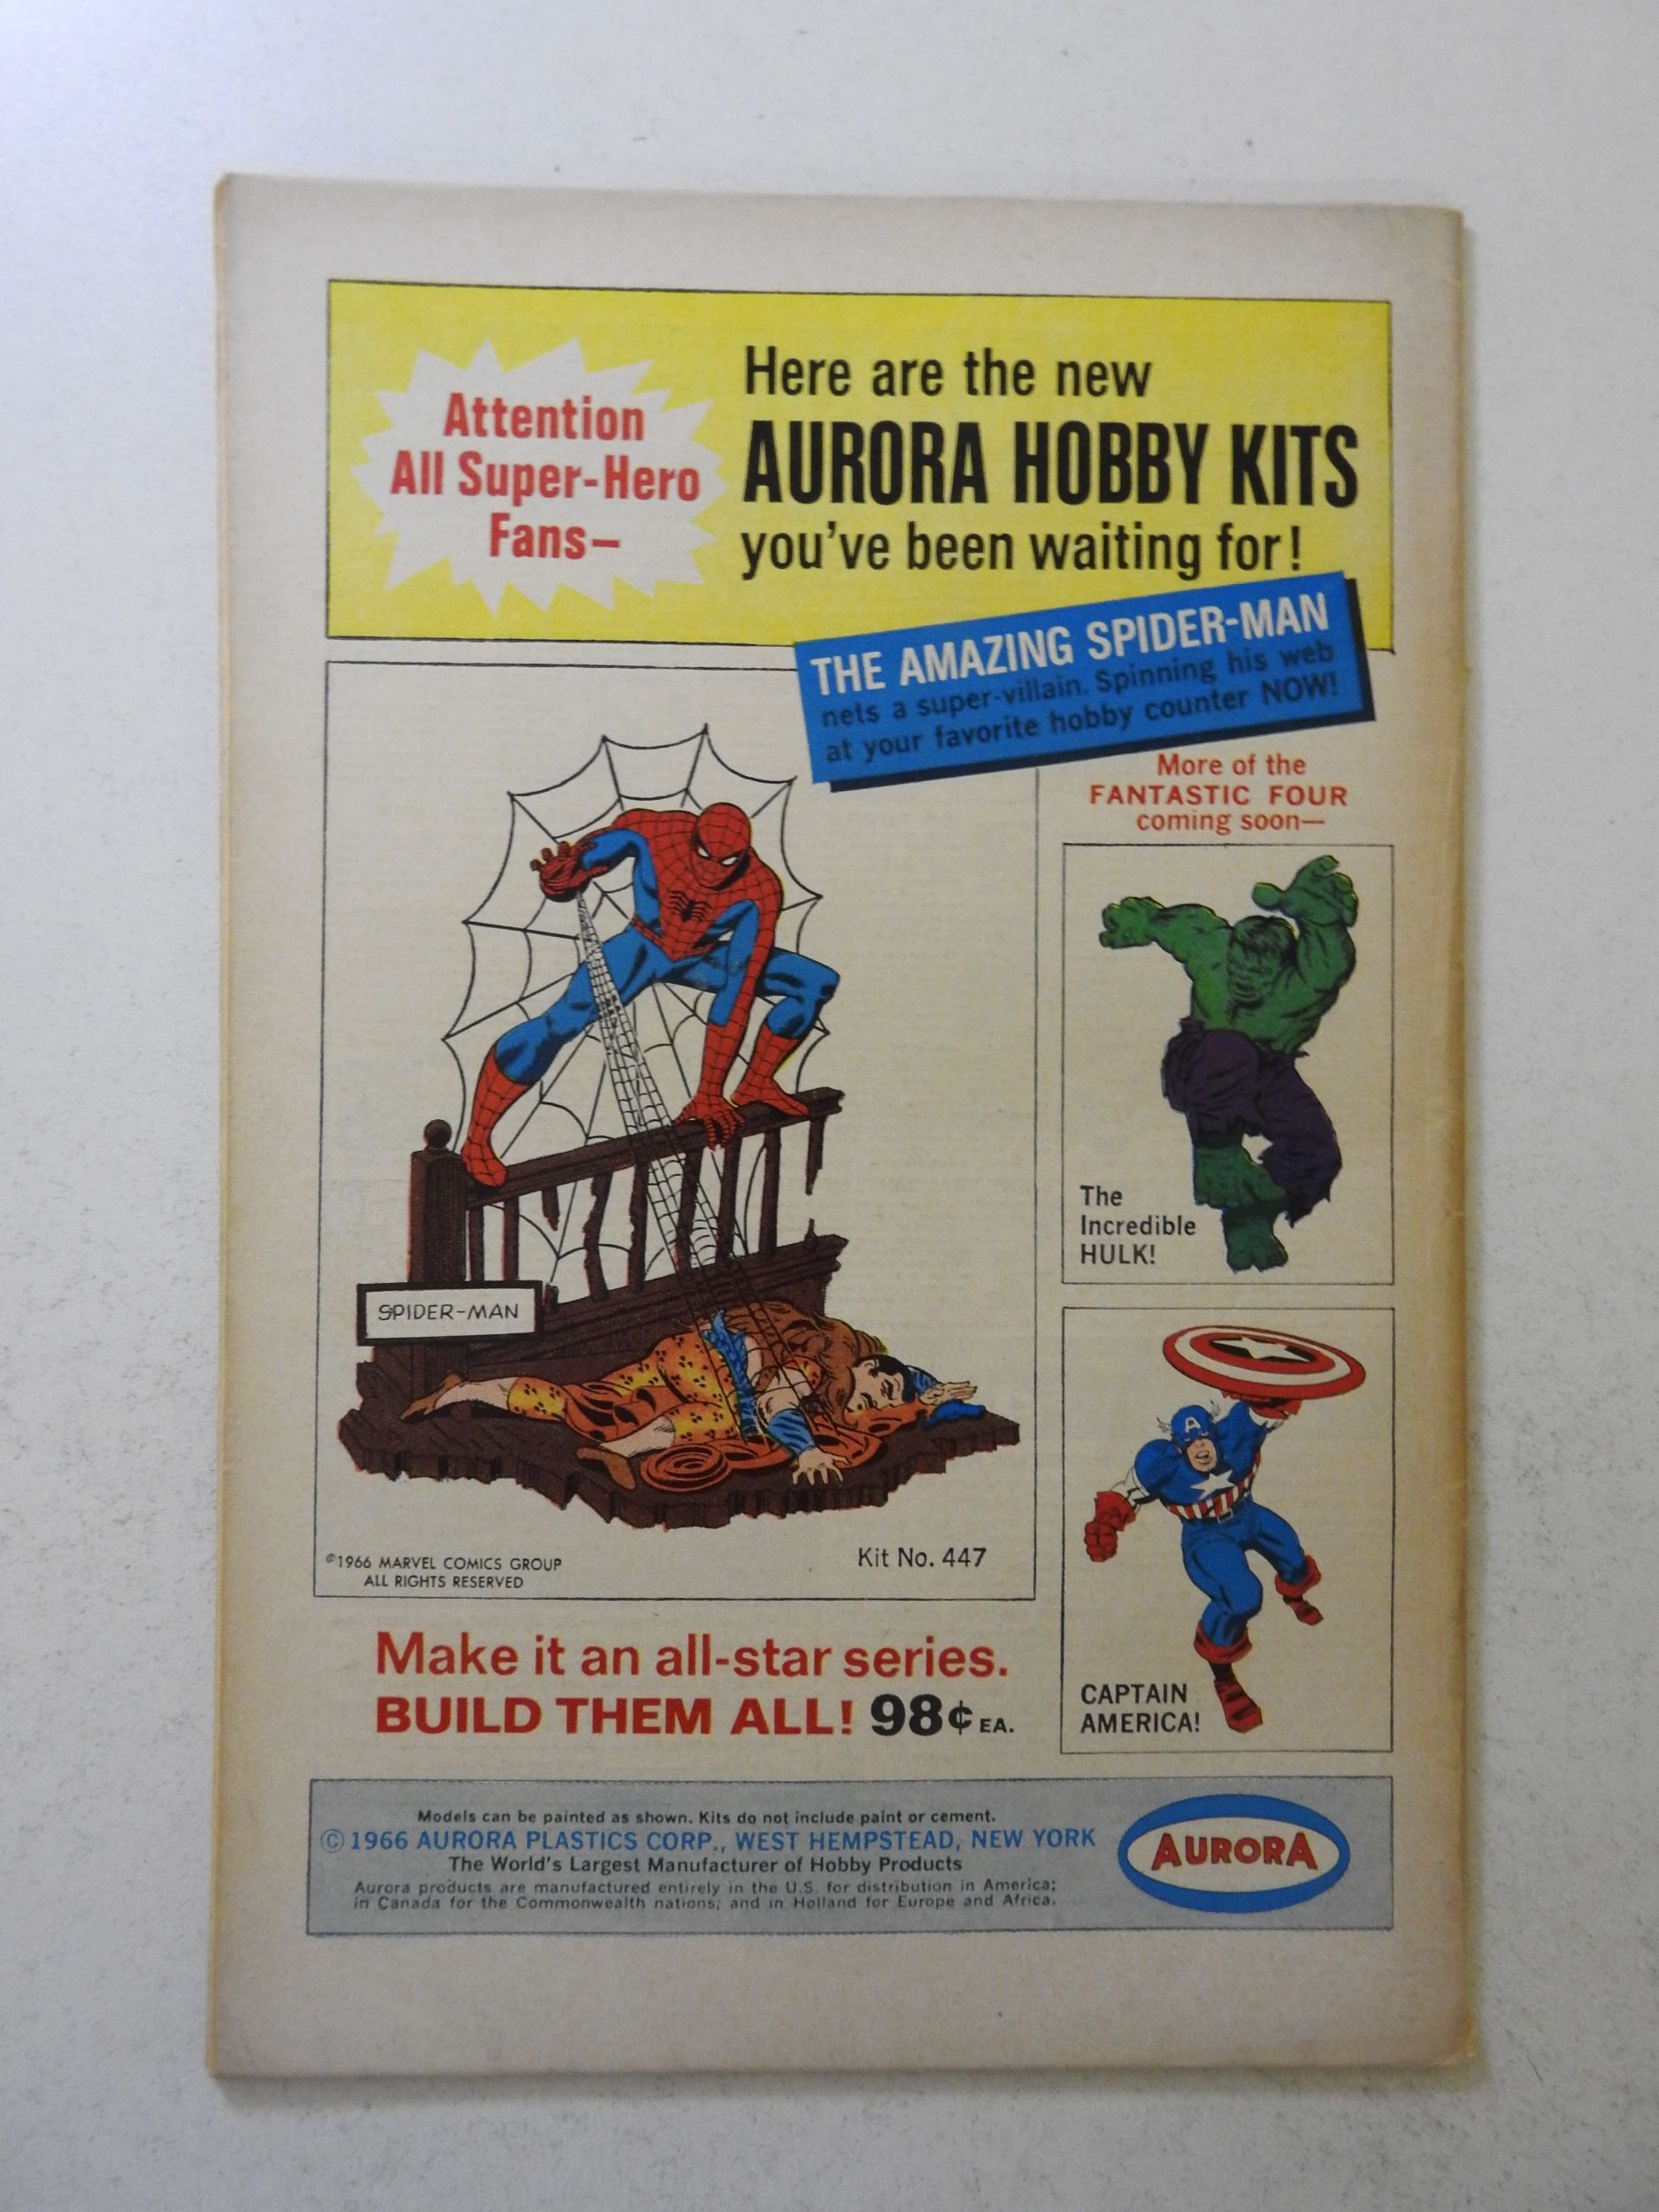 Attention
All Super-Hero
Fans—
Here are the new
AURORA HOBBY KITS
you've been waiting for!
THE AMAZING SPIDER-MAN
nets a super-villain. Spinning his web
at your favorite hobby counter NOW!
More of the
FANTASTIC FOUR
coming soon—
The
Incredible
HULK!
SPIDER-MAN
A
©1966 MARVEL COMICS GROUP
ALL RIGHTS RESERVED
Kit No. 447
CAPTAIN
AMERICA!
Make it an all-star series.
BUILD THEM ALL! 98¢ EA.
Models can be painted as shown. Kits do not include paint or cement.
© 1966 AURORA PLASTICS CORP., WEST HEMPSTEAD, NEW YORK
The World's Largest Manufacturer of Hobby Products
Aurora products are manufactured entirely in the U.S. for distribution in America;
in Canada for the Commonwealth nations; and in Holland for Europe and Africa.
AURORA